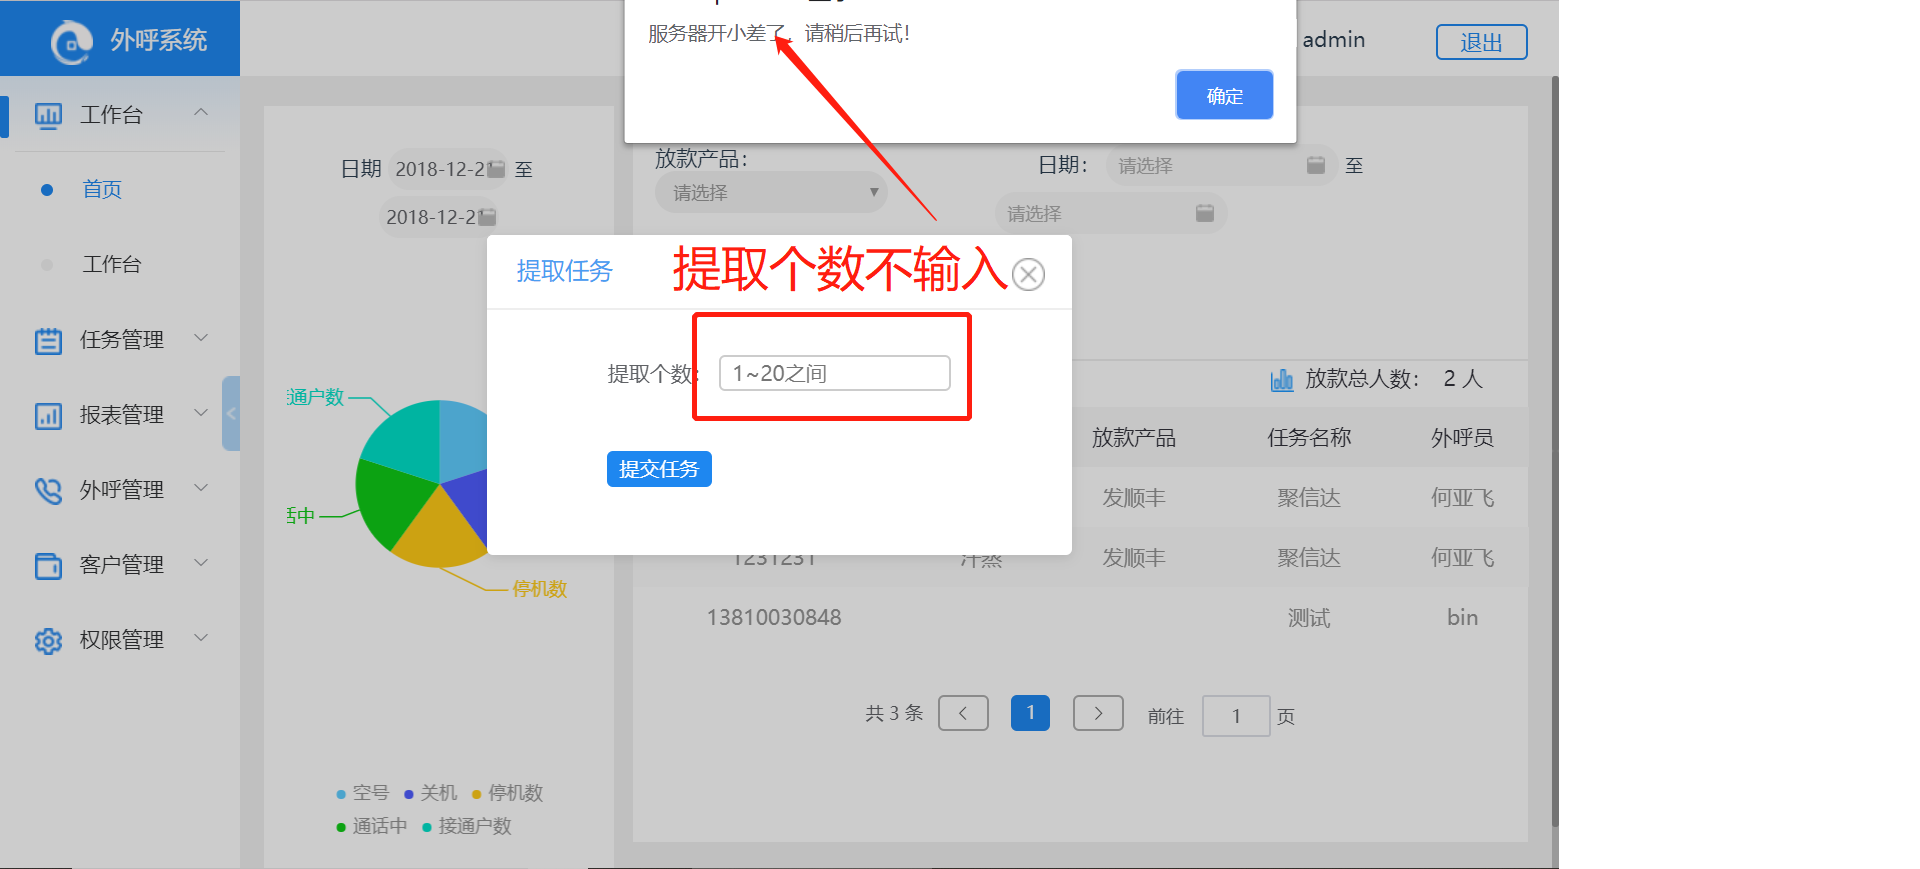 外呼系统
服务器开小差了，请稍后再试！
确定
admin
退出
工作台
首页
工作台
任务管理
报表管理
外呼管理
客户管理
权限管理
日期 2018-12-2 至
2018-12-2
放款产品：
请选择
日期： 请选择 至
请选择
提取任务
提取个数不输入
提取个数： 1~20之间
提交任务
通户数
话中
停机数
空号 关机 停机数
通话中 接通户数
放款总人数： 2 人
放款产品 任务名称 外呼员
发顺丰 聚信达 何亚飞
1231231 汗蒸 发顺丰 聚信达 何亚飞
13810030848 测试 bin
共 3 条 1 前往 1 页